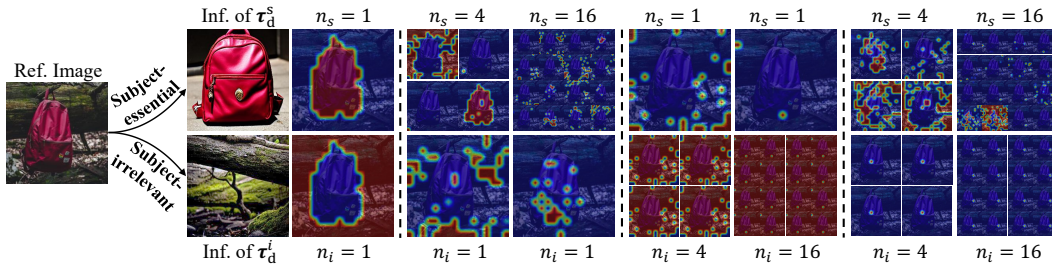 Inf. of τ_d^s n_s = 1 n_s = 4 n_s = 16 n_s = 1 n_s = 1 n_s = 4 n_s = 16
Ref. Image
Subject-
essential
Subject-
irrelevant
Inf. of τ_d^i n_i = 1 n_i = 1 n_i = 1 n_i = 4 n_i = 16 n_i = 4 n_i = 16